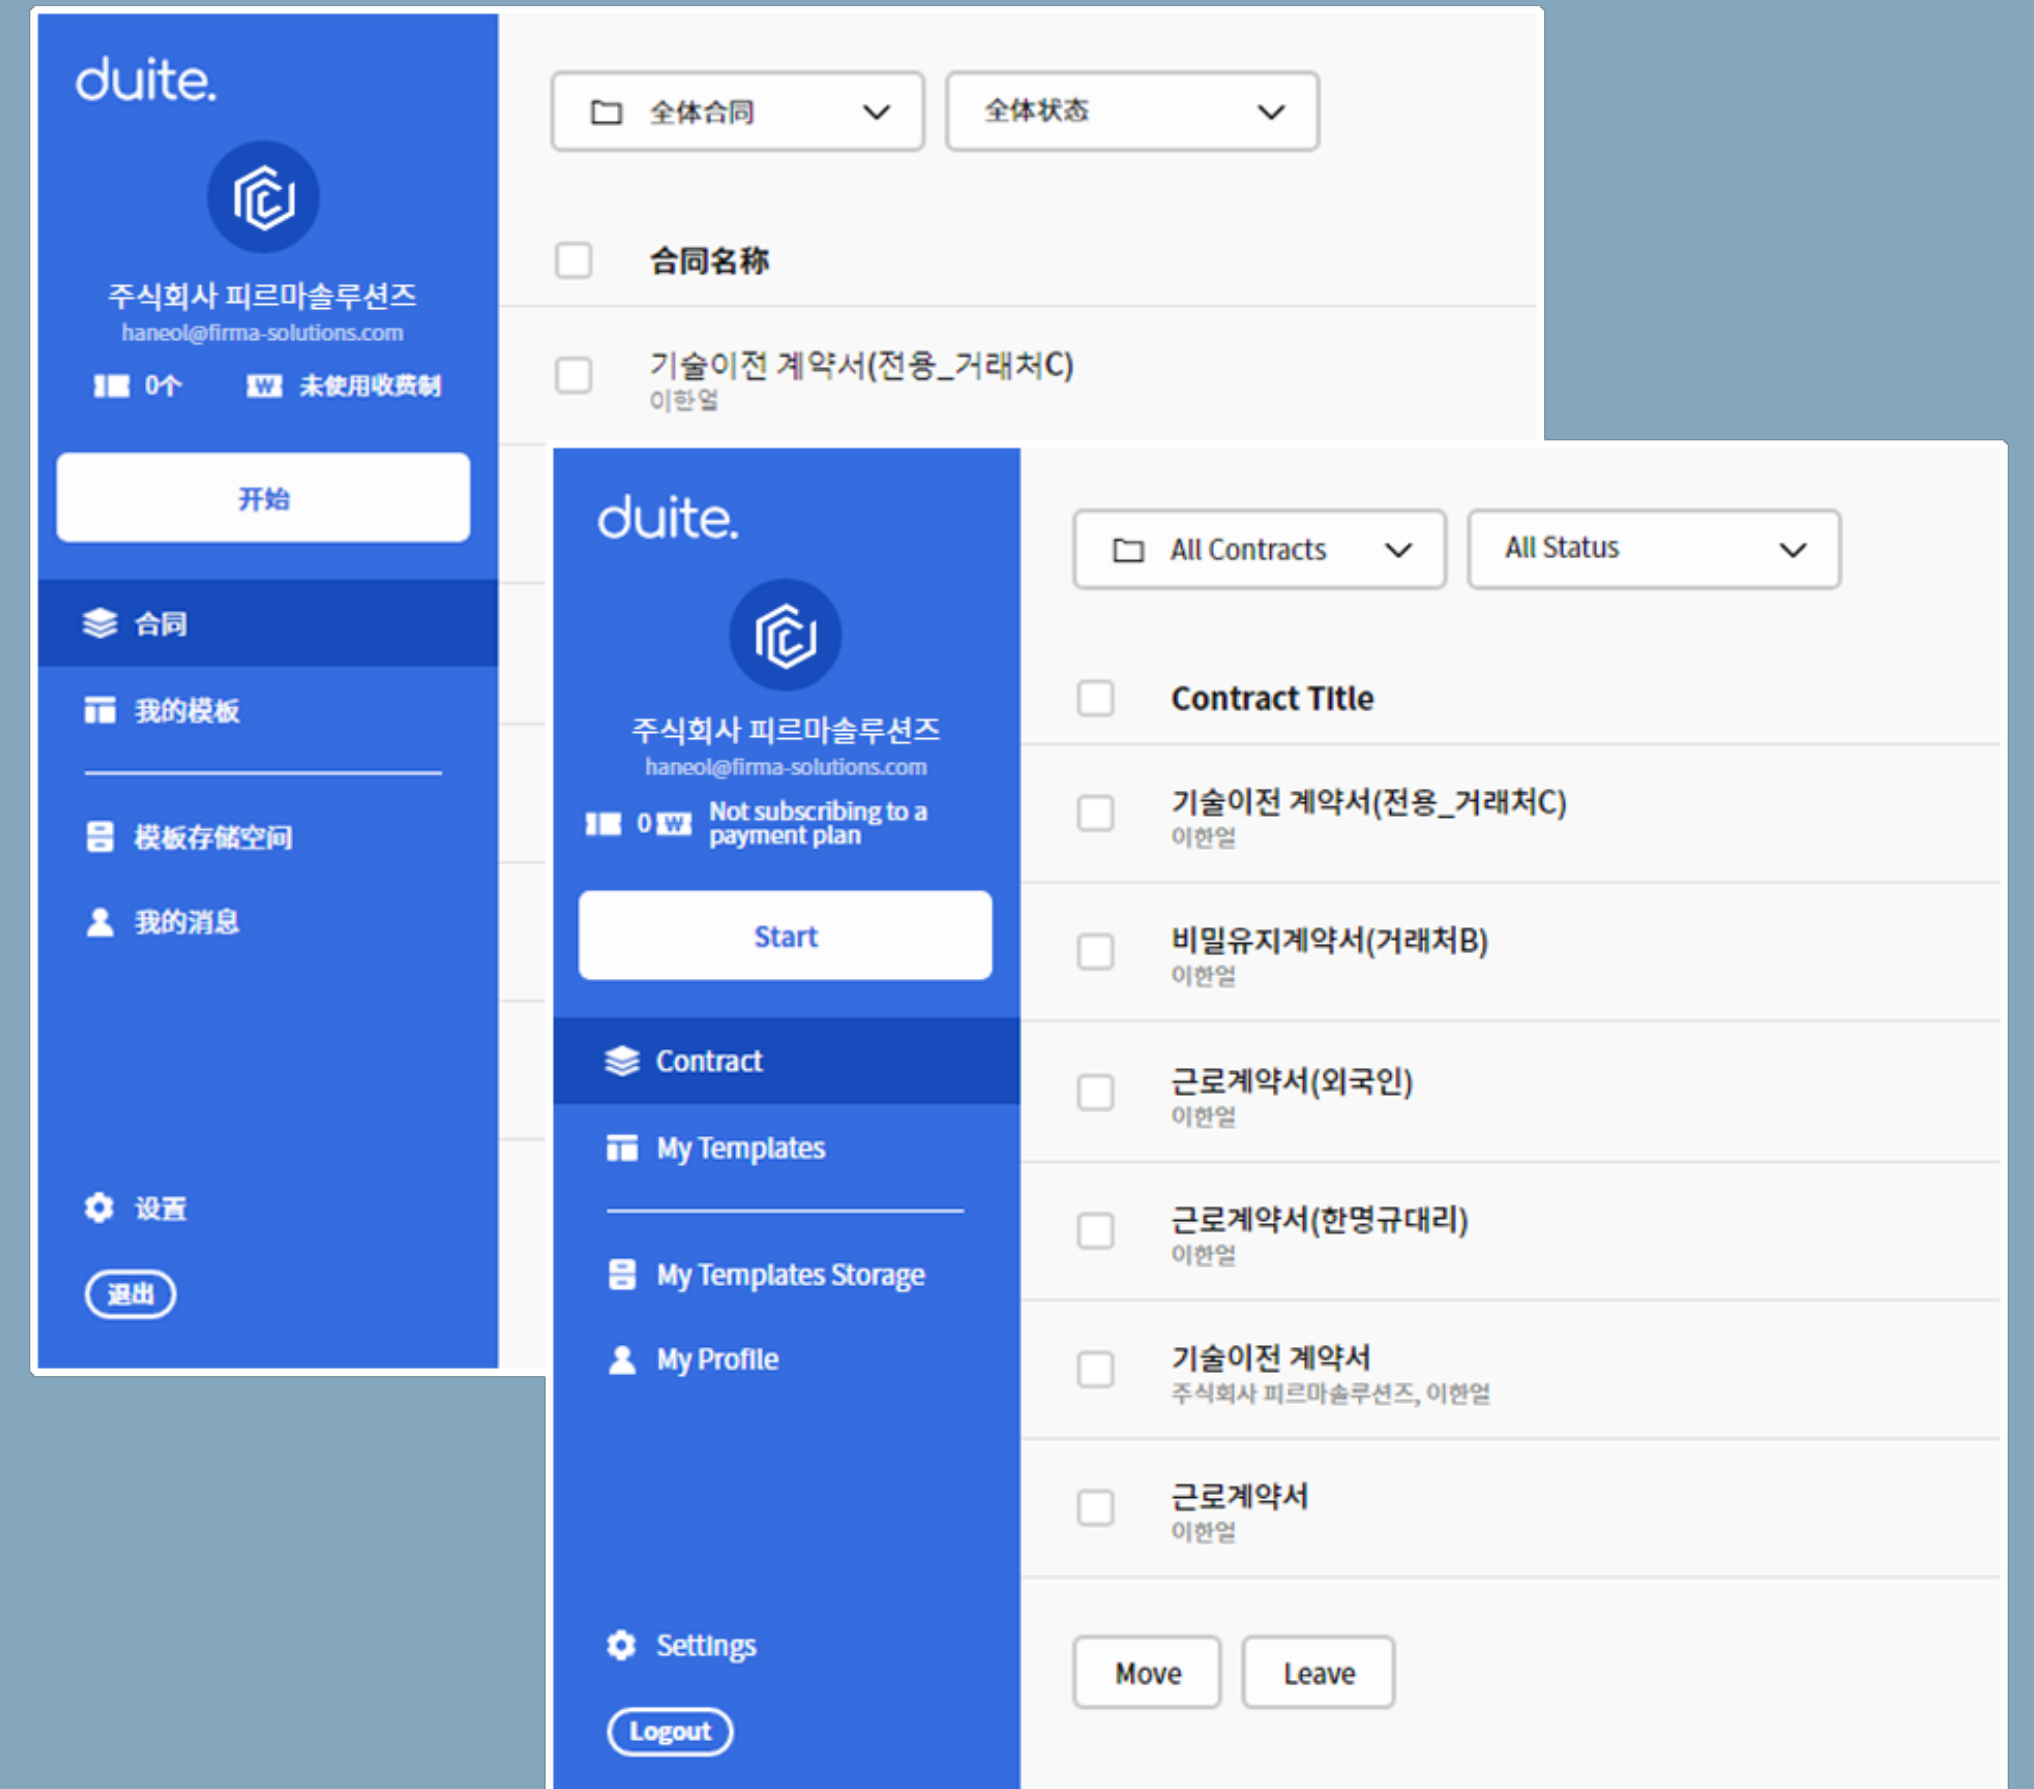 duite.
주식회사 피르마솔루션즈
haneol@firma-solutions.com
0个 W 未使用收费制
开始
合同
我的模板
模板存储空间
我的消息
设置
退出
全体合同 全体状态
合同名称
기술이전 계약서(전용_거래처C)
이한얼
duite.
주식회사 피르마솔루션즈
haneol@firma-solutions.com
0 W Not subscribing to a
payment plan
Start
Contract
My Templates
My Templates Storage
My Profile
Settings
Logout
All Contracts All Status
Contract TItle
기술이전 계약서(전용_거래처C)
이한얼
비밀유지계약서(거래처B)
이한얼
근로계약서(외국인)
이한얼
근로계약서(한명규대리)
이한얼
기술이전 계약서
주식회사 피르마솔루션즈, 이한얼
근로계약서
이한얼
Move Leave